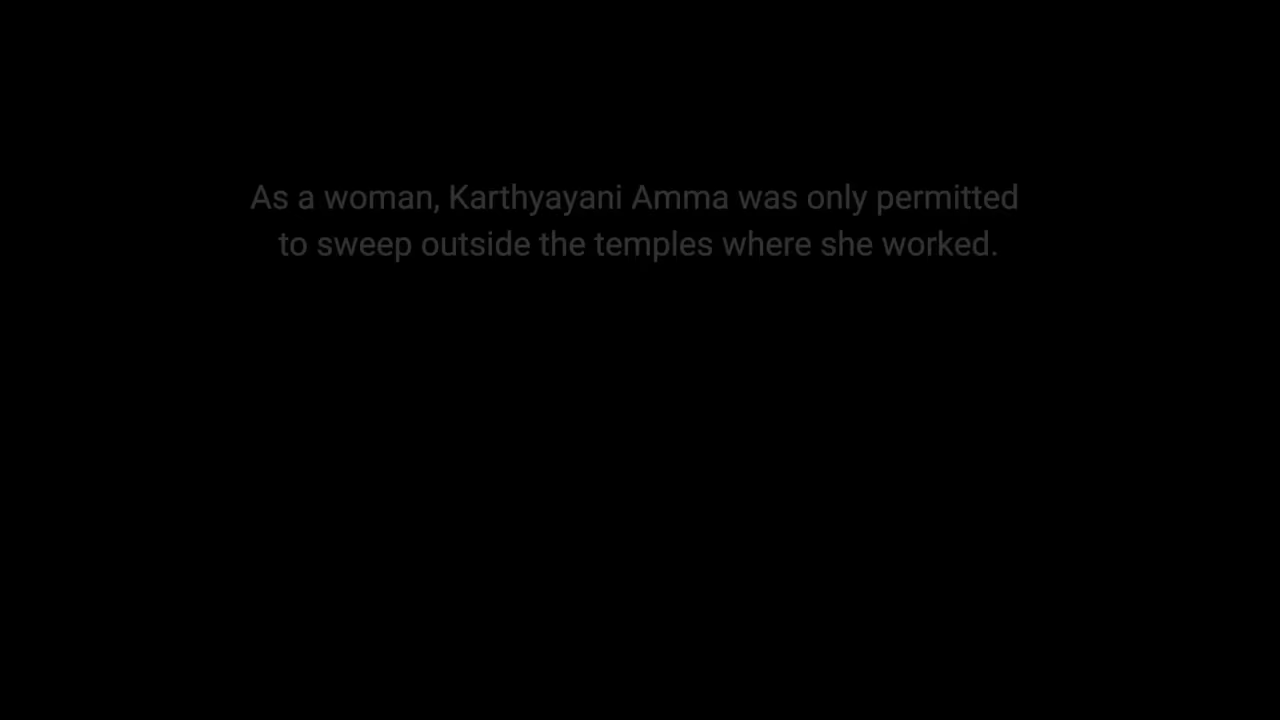 As a woman, Karthyayani Amma was only permitted
to sweep outside the temples where she worked.